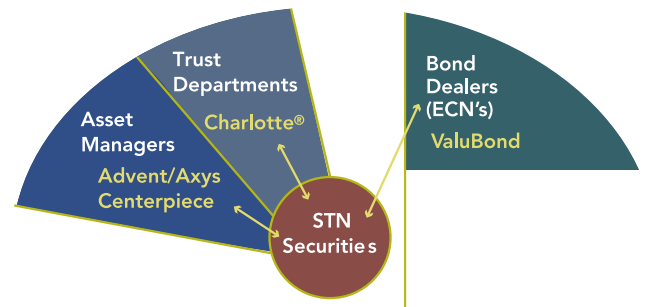 Trust
Departments
Charlotte®
Asset
Managers
Advent/Axys
Centerpiece
Bond
Dealers
(ECN's)
ValuBond
STN
Securities